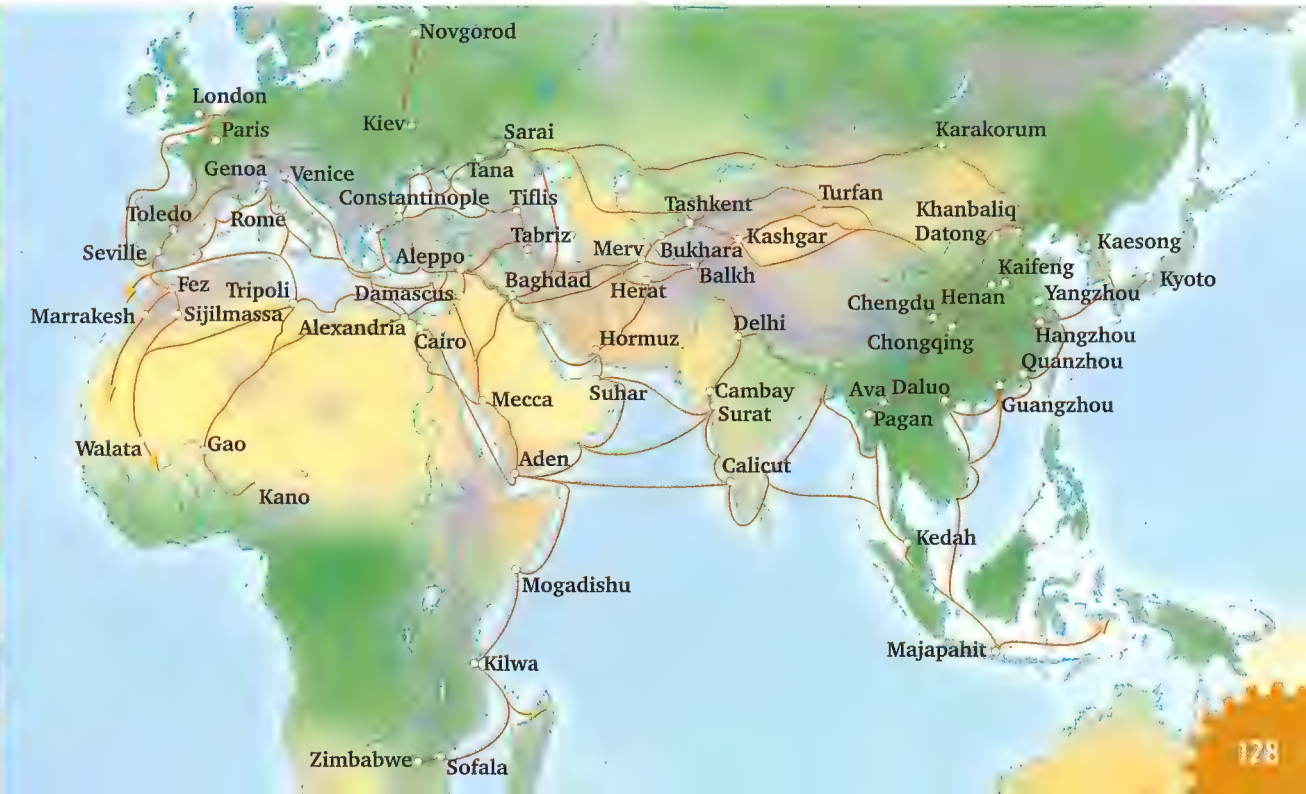 Novgorod
London
Kiev
Paris
Sarai
Karakorum
Genoa
Venice
Tana
Constantinople
Tiflis
Turfan
Toledo
Rome
Tashkent
Khanbaliq
Datong
Seville
Aleppo
Tabriz
Merv
Bukhara
Kashgar
Kaesong
Fez
Tripoli
Damascus
Baghdad
Herat
Balkh
Kaifeng
Kyoto
Marrakesh
Sijilmassa
Alexandria
Cairo
Chengdu
Henan
Yangzhou
Hormuz
Delhi
Chongqing
Hangzhou
Quanzhou
Mecca
Suhar
Cambay
Surat
Ava
Daluo
Pagan
Guangzhou
Walata
Gao
Aden
Calicut
Kano
Kedah
Mogadishu
Kilwa
Majapahit
Zimbabwe
Sofala
128